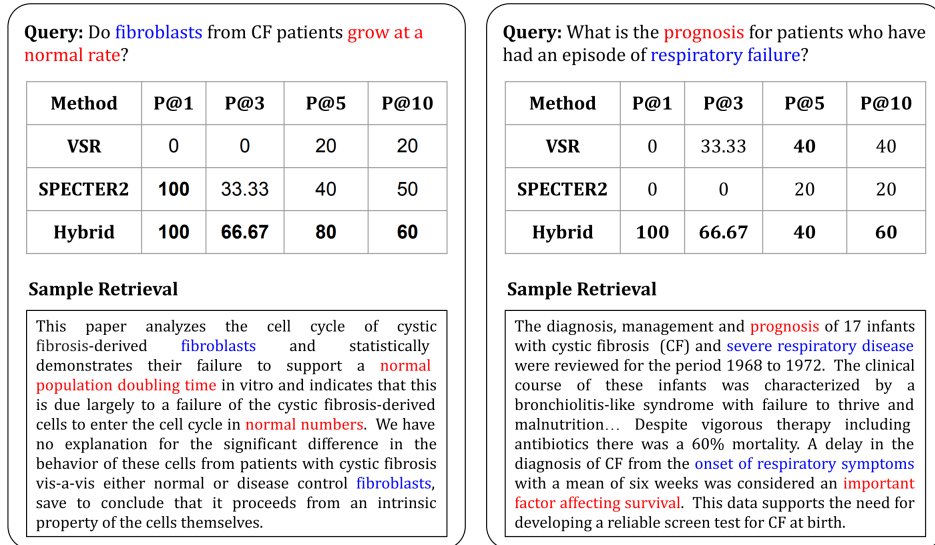 Query: Do fibroblasts from CF patients grow at a
normal rate?
Method P@1 P@3 P@5 P@10
VSR 0 0 20 20
SPECTER2 100 33.33 40 50
Hybrid 100 66.67 80 60
Sample Retrieval
This paper analyzes the cell cycle of cystic
fibrosis-derived fibroblasts and statistically
demonstrates their failure to support a normal
population doubling time in vitro and indicates that this
is due largely to a failure of the cystic fibrosis-derived
cells to enter the cell cycle in normal numbers. We have
no explanation for the significant difference in the
behavior of these cells from patients with cystic fibrosis
vis-a-vis either normal or disease control fibroblasts,
save to conclude that it proceeds from an intrinsic
property of the cells themselves.
Query: What is the prognosis for patients who have
had an episode of respiratory failure?
Method P@1 P@3 P@5 P@10
VSR 0 33.33 40 40
SPECTER2 0 0 20 20
Hybrid 100 66.67 40 60
Sample Retrieval
The diagnosis, management and prognosis of 17 infants
with cystic fibrosis (CF) and severe respiratory disease
were reviewed for the period 1968 to 1972. The clinical
course of these infants was characterized by a
bronchiolitis-like syndrome with failure to thrive and
malnutrition... Despite vigorous therapy including
antibiotics there was a 60% mortality. A delay in the
diagnosis of CF from the onset of respiratory symptoms
with a mean of six weeks was considered an important
factor affecting survival. This data supports the need for
developing a reliable screen test for CF at birth.